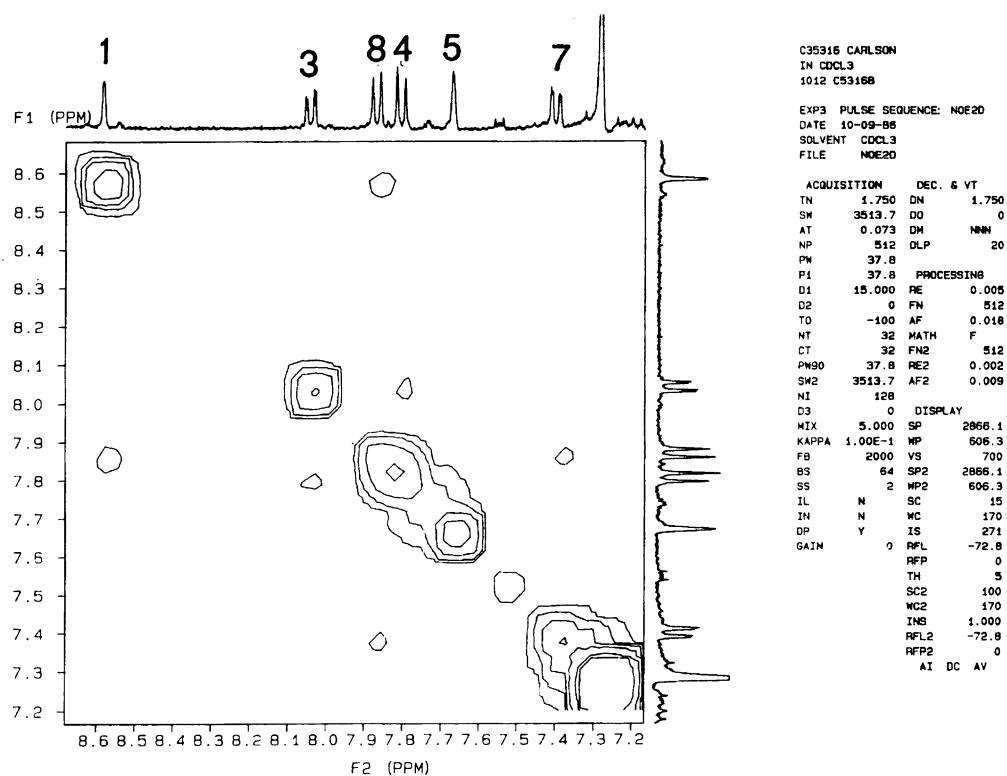 1 3 8 4 5 7
F1 (PPM)
8.6
8.5
8.4
8.3
8.2
8.1
8.0
7.9
7.8
7.7
7.6
7.5
7.4
7.3
7.2
8.6 8.5 8.4 8.3 8.2 8.1 8.0 7.9 7.8 7.7 7.6 7.5 7.4 7.3 7.2
F2 (PPM)
C35316 CARLSON
IN CDCL3
1012 C5316B
EXP3 PULSE SEQUENCE: NOE2D
DATE 10-09-86
SOLVENT CDCL3
FILE NOE2D
ACQUISITION DEC. & VT
TN 1.750 DN 1.750
SW 3513.7 DO 0
AT 0.073 DM NNN
NP 512 DLP 20
PW 37.8
P1 37.8 PROCESSING
D1 15.000 RE 0.005
D2 0 FN 512
TO -100 AF 0.018
NT 32 MATH F
CT 32 FN2 512
PW90 37.8 RE2 0.002
SW2 3513.7 AF2 0.009
NI 128
D3 0 DISPLAY
MIX 5.000 SP 2866.1
KAPPA 1.00E-1 WP 606.3
FB 2000 VS 700
BS 64 SP2 2866.1
SS 2 WP2 606.3
IL N SC 15
IN N WC 170
DP Y IS 271
GAIN 0 RFL -72.8
RFP 0
TH 5
SC2 100
WC2 170
INS 1.000
RFL2 -72.8
RFP2 0
AI DC AV